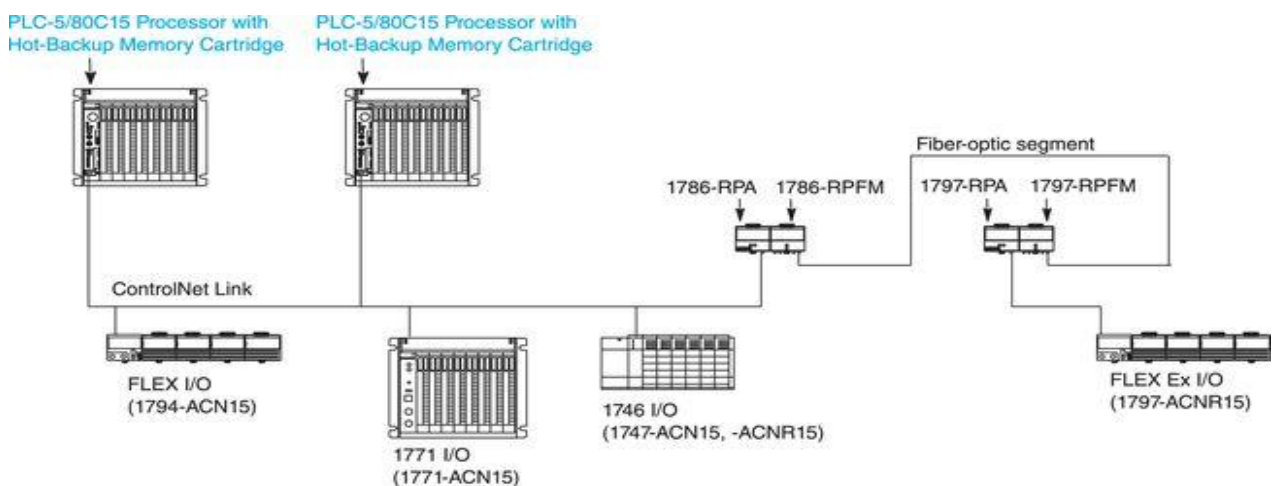 PLC-5/80C15 Processor with
Hot-Backup Memory Cartridge
PLC-5/80C15 Processor with
Hot-Backup Memory Cartridge
Fiber-optic segment
1786-RPA
1786-RPFM
1797-RPA
1797-RPFM
ControlNet Link
FLEX I/O
(1794-ACN15)
1771 I/O
(1771-ACN15)
1746 I/O
(1747-ACN15, -ACNR15)
FLEX Ex I/O
(1797-ACNR15)